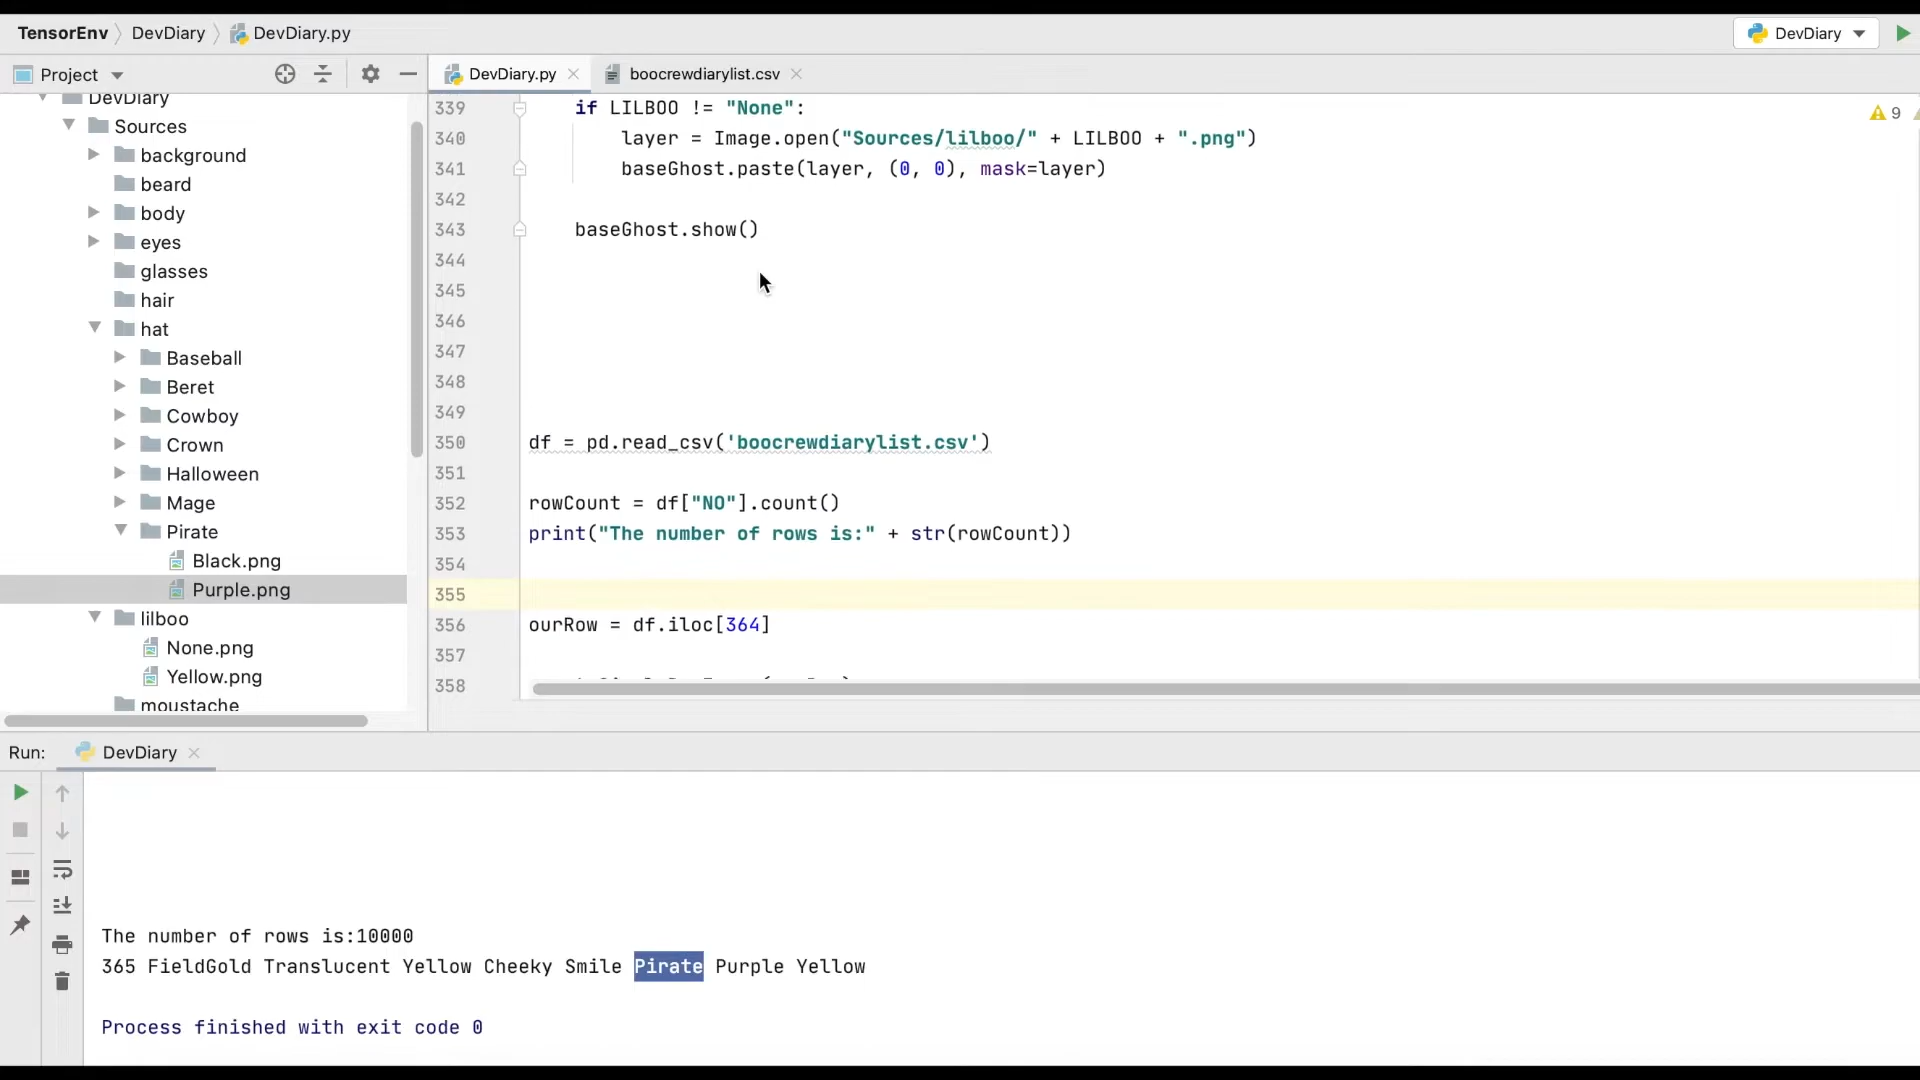 TensorEnv DevDiary DevDiary.py DevDiary
Project DevDiary.py boocrewdiarylist.csv
DevDiary
Sources
background
beard
body
eyes
glasses
hair
hat
Baseball
Beret
Cowboy
Crown
Halloween
Mage
Pirate
Black.png
Purple.png
lilboo
None.png
Yellow.png
moustache
9
339 if LILBOO != "None":
340 layer = Image.open("Sources/lilboo/" + LILBOO + ".png")
341 baseGhost.paste(layer, (0, 0), mask=layer)
342
343 baseGhost.show()
344
345
346
347
348
349
350 df = pd.read_csv('boocrewdiarylist.csv')
351
352 rowCount = df["NO"].count()
353 print("The number of rows is:" + str(rowCount))
354
355
356 ourRow = df.iloc[364]
357
358
Run: DevDiary
The number of rows is:10000
365 FieldGold Translucent Yellow Cheeky Smile Pirate Purple Yellow
Process finished with exit code 0